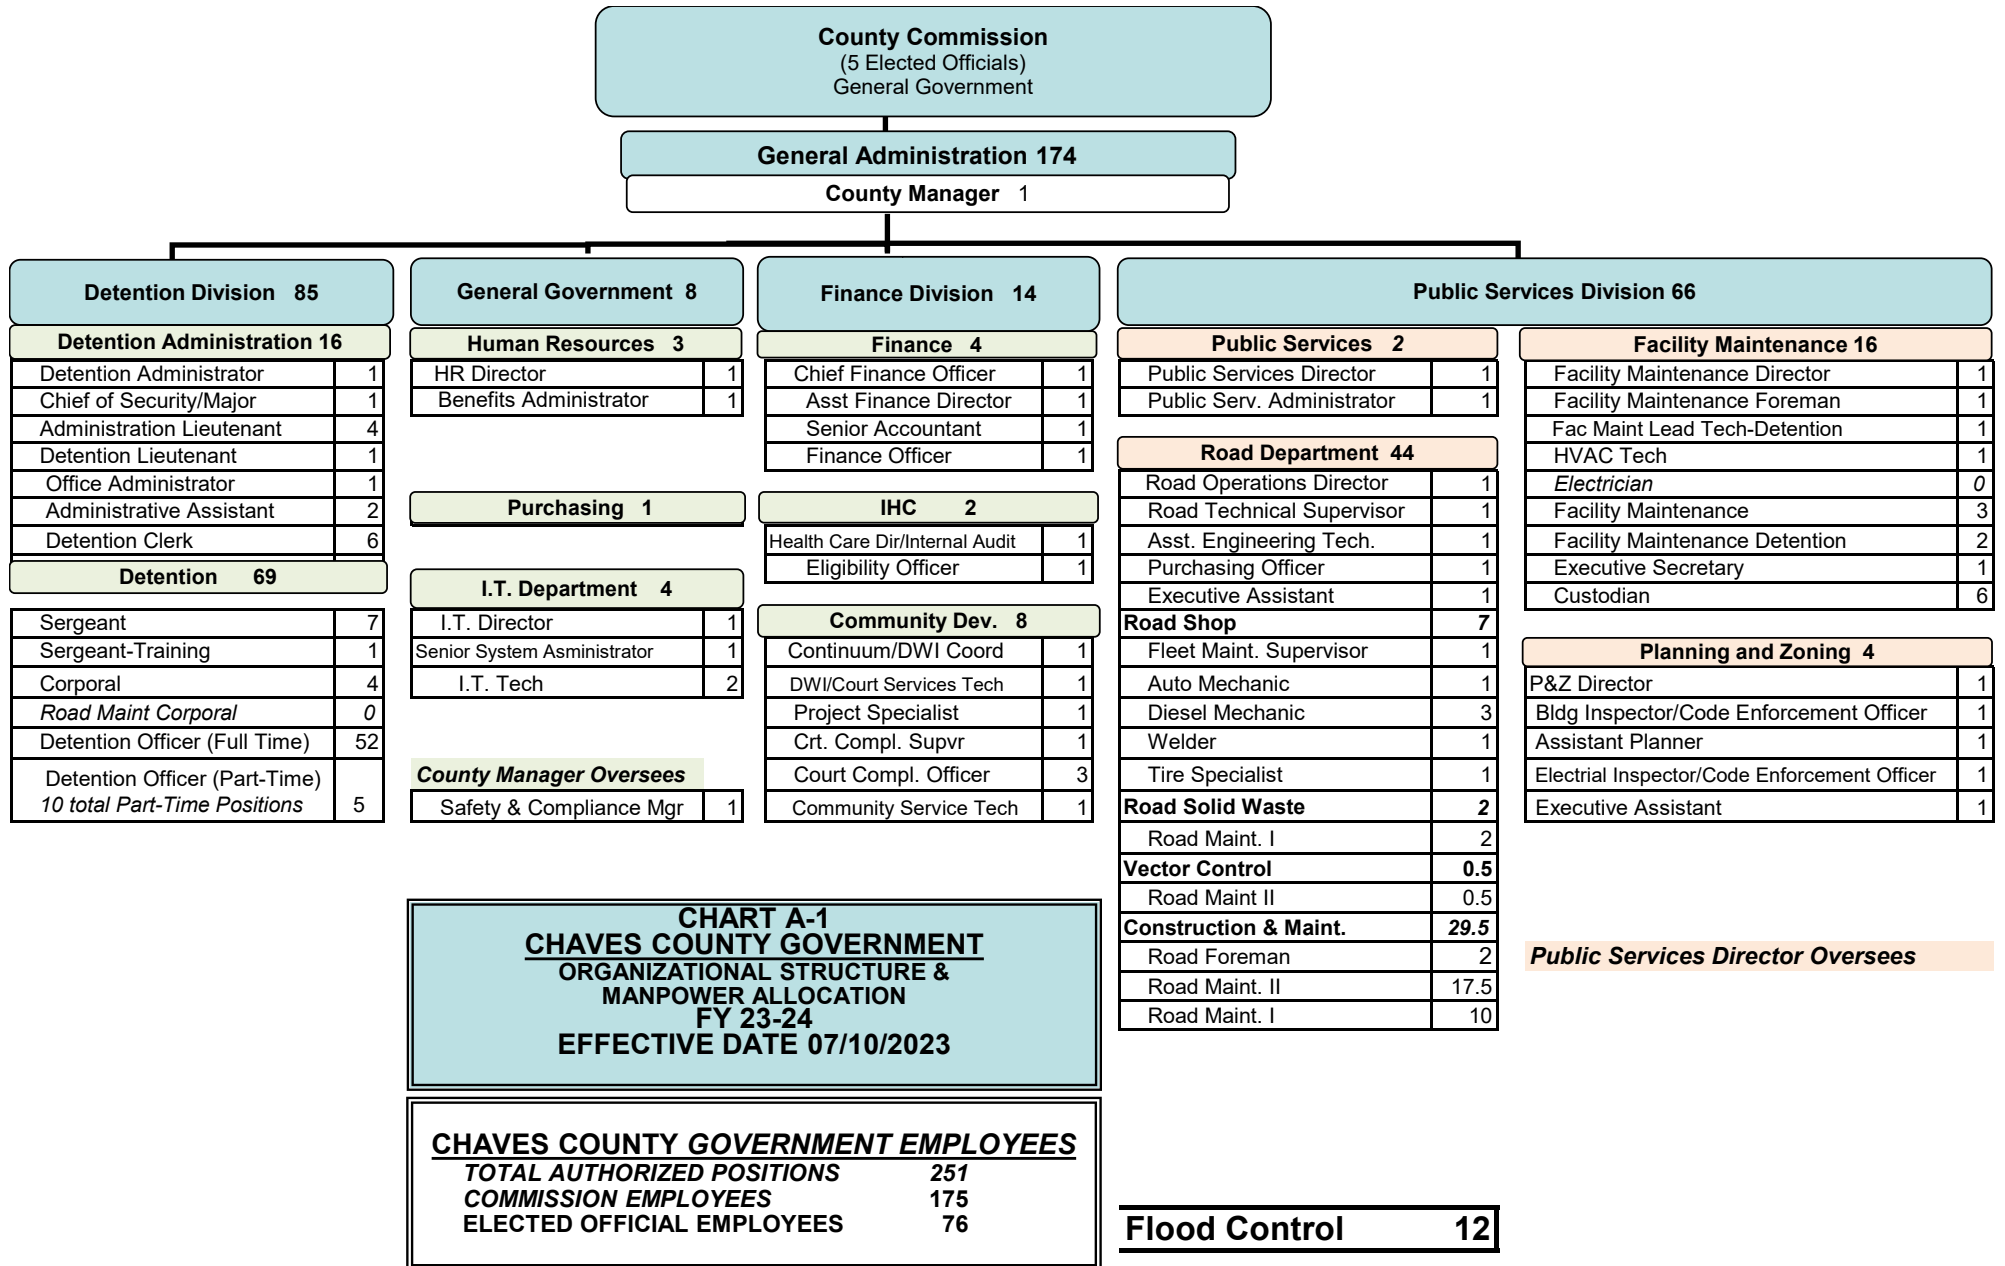 County Commission
(5 Elected Officials)
General Government
General Administration 174
County Manager 1
Detention Division 85
Detention Administration 16
Detention Administrator 1
Chief of Security/Major 1
Administration Lieutenant 4
Detention Lieutenant 1
Office Administrator 1
Administrative Assistant 2
Detention Clerk 6
Detention 69
Sergeant 7
Sergeant-Training 1
Corporal 4
Road Maint Corporal 0
Detention Officer (Full Time) 52
Detention Officer (Part-Time)
10 total Part-Time Positions 5
General Government 8
Human Resources 3
HR Director 1
Benefits Administrator 1
Purchasing 1
I.T. Department 4
I.T. Director 1
Senior System Asministrator 1
I.T. Tech 2
County Manager Oversees
Safety & Compliance Mgr 1
Finance Division 14
Finance 4
Chief Finance Officer 1
Asst Finance Director 1
Senior Accountant 1
Finance Officer 1
IHC 2
Health Care Dir/Internal Audit 1
Eligibility Officer 1
Community Dev. 8
Continuum/DWI Coord 1
DWI/Court Services Tech 1
Project Specialist 1
Crt. Compl. Supvr 1
Court Compl. Officer 3
Community Service Tech 1
Public Services Division 66
Public Services 2
Public Services Director 1
Public Serv. Administrator 1
Road Department 44
Road Operations Director 1
Road Technical Supervisor 1
Asst. Engineering Tech. 1
Purchasing Officer 1
Executive Assistant 1
Road Shop 7
Fleet Maint. Supervisor 1
Auto Mechanic 1
Diesel Mechanic 3
Welder 1
Tire Specialist 1
Road Solid Waste 2
Road Maint. I 2
Vector Control 0.5
Road Maint II 0.5
Construction & Maint. 29.5
Road Foreman 2
Road Maint. II 17.5
Road Maint. I 10
Facility Maintenance 16
Facility Maintenance Director 1
Facility Maintenance Foreman 1
Fac Maint Lead Tech-Detention 1
HVAC Tech 1
Electrician 0
Facility Maintenance 3
Facility Maintenance Detention 2
Executive Secretary 1
Custodian 6
Planning and Zoning 4
P&Z Director 1
Bldg Inspector/Code Enforcement Officer 1
Assistant Planner 1
Electrial Inspector/Code Enforcement Officer 1
Executive Assistant 1
Public Services Director Oversees
CHART A-1
CHAVES COUNTY GOVERNMENT
ORGANIZATIONAL STRUCTURE &
MANPOWER ALLOCATION
FY 23-24
EFFECTIVE DATE 07/10/2023
CHAVES COUNTY GOVERNMENT EMPLOYEES
TOTAL AUTHORIZED POSITIONS 251
COMMISSION EMPLOYEES 175
ELECTED OFFICIAL EMPLOYEES 76
Flood Control 12